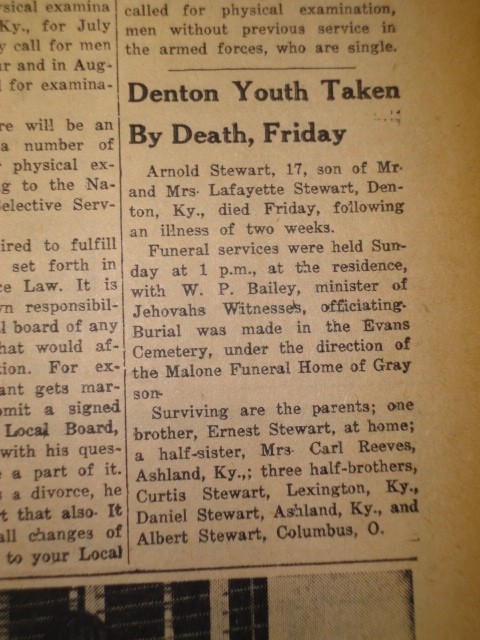 ysical examina
Ky., for July
y call for men
ur and in Aug-
l for examina-
re will be an
a number of
physical ex-
g to the Na-
elective Serv-
ired to fulfill
set forth in
ce Law. It is
wn responsibil-
l board of any
hat would af-
tion. For ex-
ant gets mar-
omit a signed
Local Board,
with his ques-
e a part of it.
s a divorce, he
t that also. It
all changes of
to your Local
called for physical examination,
men without previous service in
the armed forces, who are single.
Denton Youth Taken
By Death, Friday
Arnold Stewart, 17, son of Mr.
and Mrs. Lafayette Stewart, Den-
ton, Ky., died Friday, following
an illness of two weeks.
Funeral services were held Sun-
day at 1 p.m., at the residence,
with W. P. Bailey, minister of
Jehovahs Witnesses, officiating.
Burial was made in the Evans
Cemetery, under the direction of
the Malone Funeral Home of Gray
son.
Surviving are the parents; one
brother, Ernest Stewart, at home;
a half-sister, Mrs. Carl Reeves,
Ashland, Ky.,; three half-brothers,
Curtis Stewart, Lexington, Ky.,
Daniel Stewart, Ashland, Ky., and
Albert Stewart, Columbus, O.